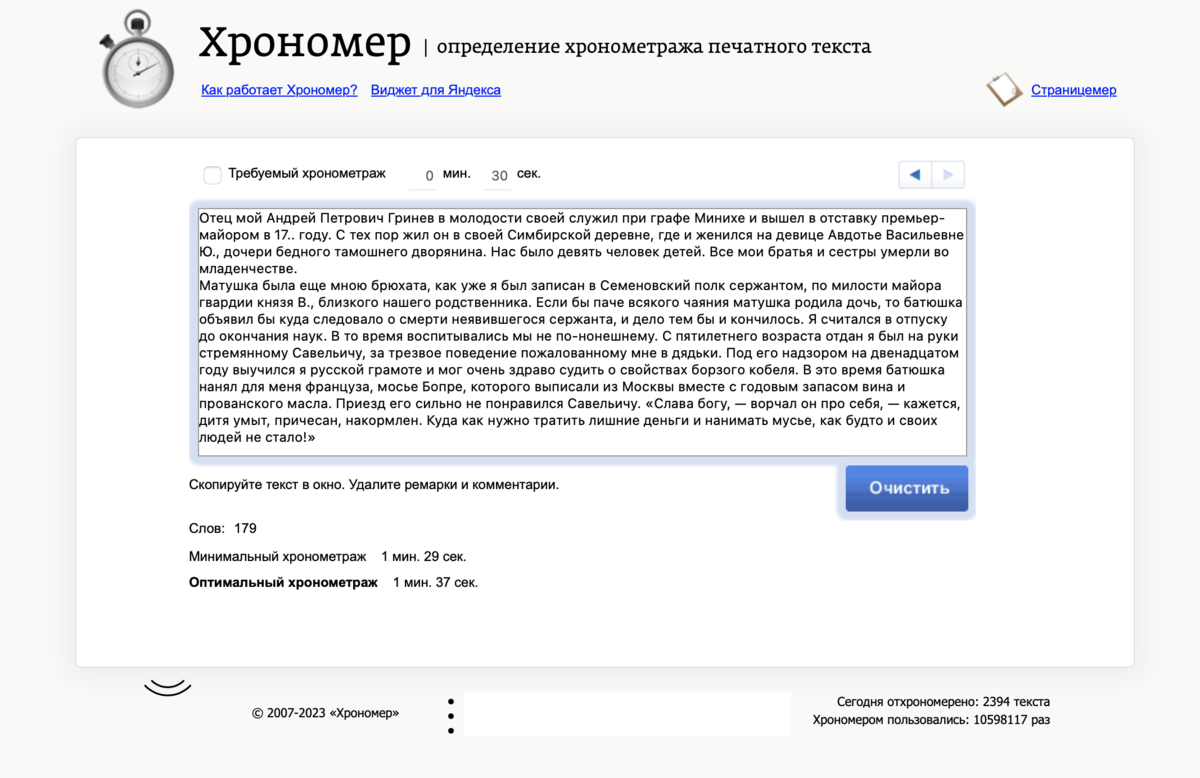 Хрономер | определение хронометража печатного текста
Как работает Хрономер? Виджет для Яндекса Страницемер
Требуемый хронометраж 0 мин. 30 сек.
Отец мой Андрей Петрович Гринев в молодости своей служил при графе Минихе и вышел в отставку премьер-
майором в 17.. году. С тех пор жил он в своей Симбирской деревне, где и женился на девице Авдотье Васильевне
Ю., дочери бедного тамошнего дворянина. Нас было девять человек детей. Все мои братья и сестры умерли во
младенчестве.
Матушка была еще мною брюхата, как уже я был записан в Семеновский полк сержантом, по милости майора
гвардии князя В., близкого нашего родственника. Если бы паче всякого чаяния матушка родила дочь, то батюшка
объявил бы куда следовало о смерти неявившегося сержанта, и дело тем бы и кончилось. Я считался в отпуску
до окончания наук. В то время воспитывались мы не по-нонешнему. С пятилетнего возраста отдан я был на руки
стремянному Савельичу, за трезвое поведение пожалованному мне в дядьки. Под его надзором на двенадцатом
году выучился я русской грамоте и мог очень здраво судить о свойствах борзого кобеля. В это время батюшка
нанял для меня француза, мосье Бопре, которого выписали из Москвы вместе с годовым запасом вина и
прованского масла. Приезд его сильно не понравился Савельичу. «Слава богу, — ворчал он про себя, — кажется,
дитя умыт, причесан, накормлен. Куда как нужно тратить лишние деньги и нанимать мусье, как будто и своих
людей не стало!»
Скопируйте текст в окно. Удалите ремарки и комментарии.
Очистить
Слов: 179
Минимальный хронометраж 1 мин. 29 сек.
Оптимальный хронометраж 1 мин. 37 сек.
© 2007-2023 «Хрономер»
Сегодня отхрономерено: 2394 текста
Хрономером пользовались: 10598117 раз